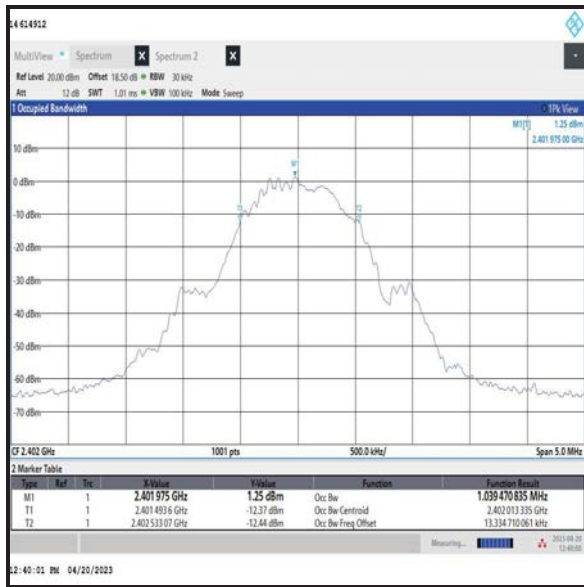 14 614912
MultiView Spectrum X Spectrum 2 X
Ref Level 20.00 dBm Offset 18.50 dB RBW 30 kHz
Att 12 dB SWT 1.01 ms VBW 100 kHz Mode Sweep
1 Occupied Bandwidth 1Pk View
M1[1] 1.25 dBm
2.401 975 00 GHz
10 dBm
M1
0 dBm
-10 dBm
-20 dBm
-30 dBm
-40 dBm
-50 dBm
-60 dBm
-70 dBm
CF 2.402 GHz 1001 pts 500.0 kHz/ Span 5.0 MHz
2 Marker Table
Type Ref Trc X-Value Y-Value Function Function Result
M1 1 2.401 975 GHz 1.25 dBm Occ Bw 1.039 470 835 MHz
T1 1 2.401 493 6 GHz -12.37 dBm Occ Bw Centroid 2.402 013 335 GHz
T2 1 2.402 533 07 GHz -12.44 dBm Occ Bw Freq Offset 13.334 710 061 kHz
Measuring... 2023-04-20
12:40:00
12:40:01 PM 04/20/2023